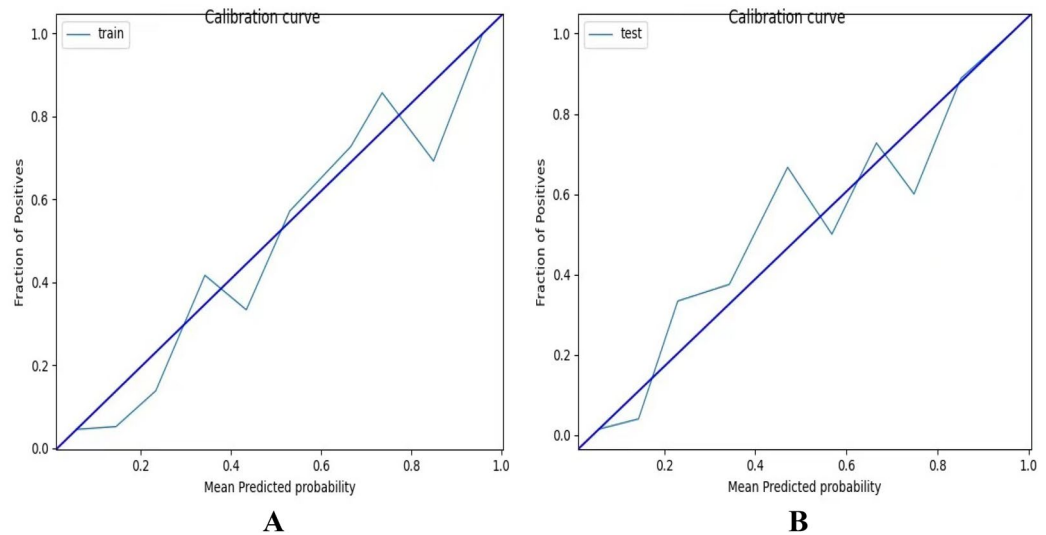 Calibration curve
train
1.0
0.8
0.6
0.4
0.2
0.0
Fraction of Positives
0.2 0.4 0.6 0.8 1.0
Mean Predicted probability
A
Calibration curve
test
1.0
0.8
0.6
0.4
0.2
0.0
Fraction of Positives
0.2 0.4 0.6 0.8 1.0
Mean Predicted probability
B